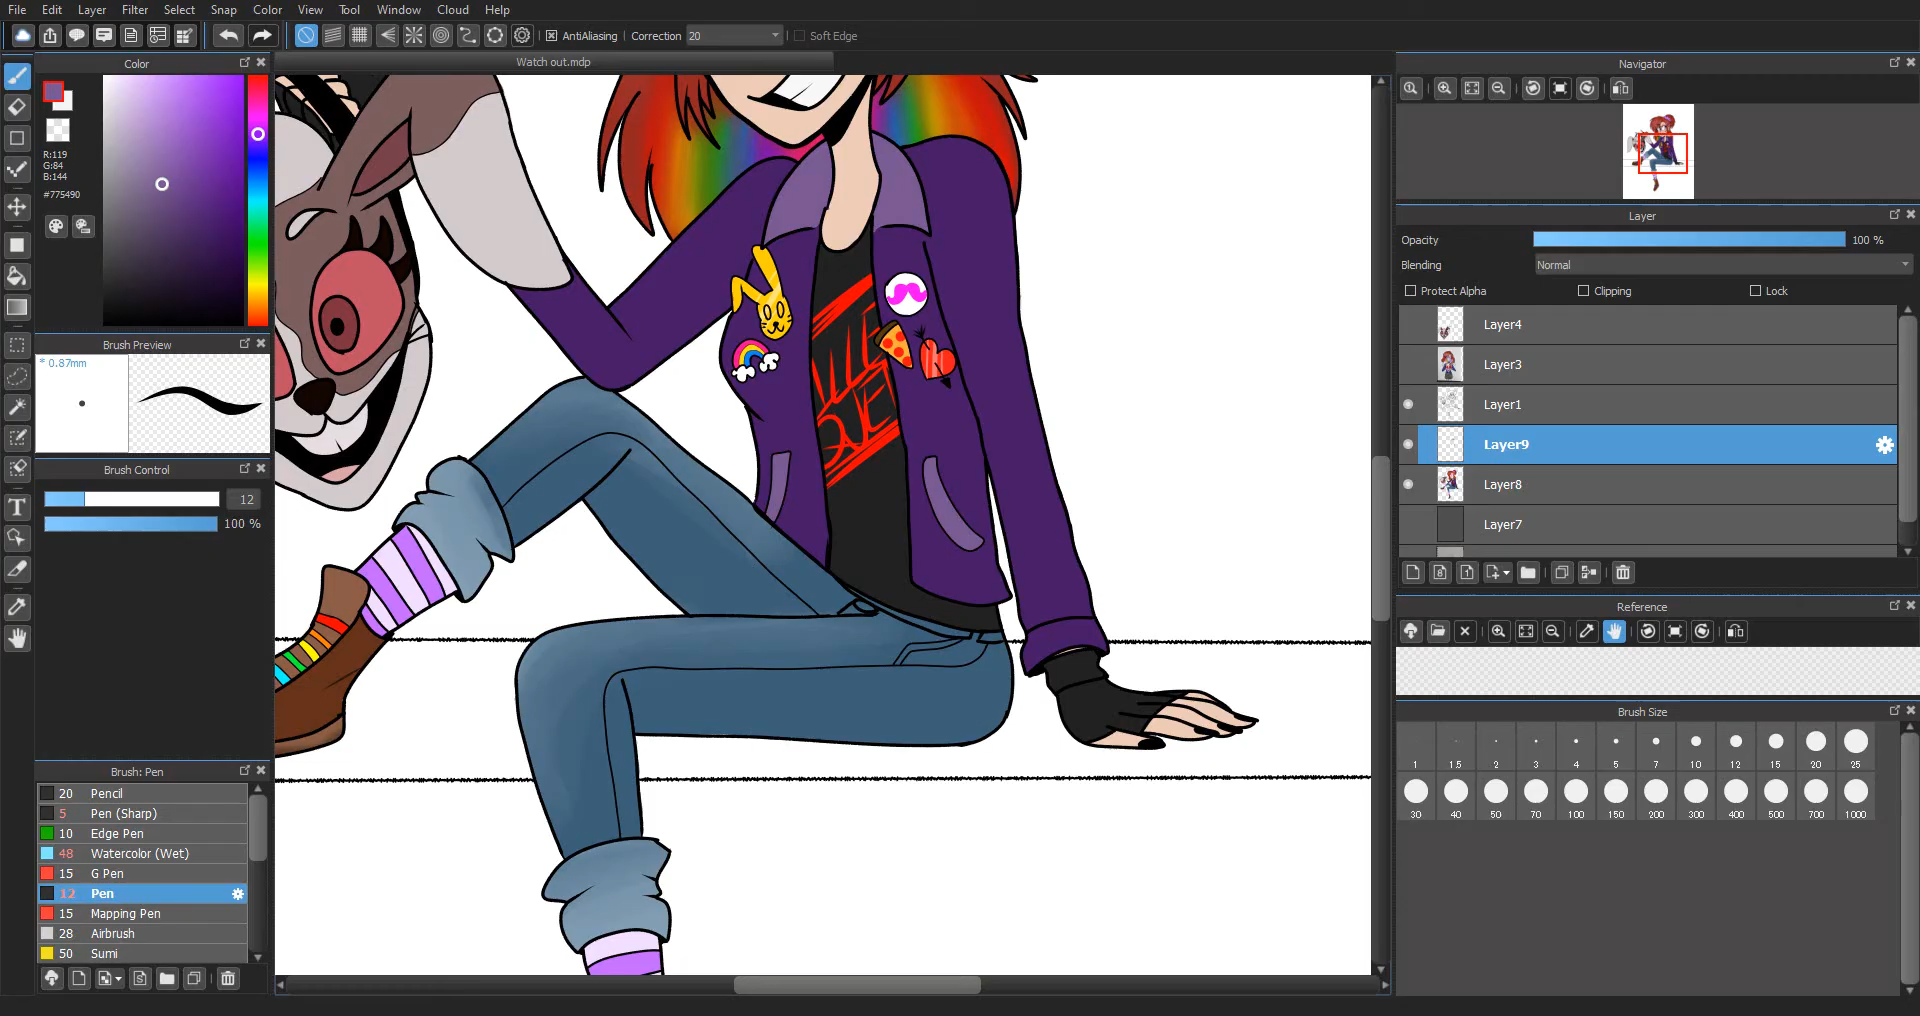 File Edit Layer Filter Select Snap Color View Tool Window Cloud Help
AntiAliasing Correction 20 Soft Edge
Color
Watch out.mdp
R:119
G:84
B:144
#775490
Brush Preview
* 0.87mm
Brush Control
12
100 %
Brush: Pen
20 Pencil
5 Pen (Sharp)
10 Edge Pen
48 Watercolor (Wet)
15 G Pen
12 Pen
15 Mapping Pen
28 Airbrush
50 Sumi
Navigator
Layer
Opacity 100 %
Blending Normal
Protect Alpha Clipping Lock
Layer4
Layer3
Layer1
Layer9
Layer8
Layer7
Reference
Brush Size
1 1.5 2 3 4 5 7 10 12 15 20 25
30 40 50 70 100 150 200 300 400 500 700 1000